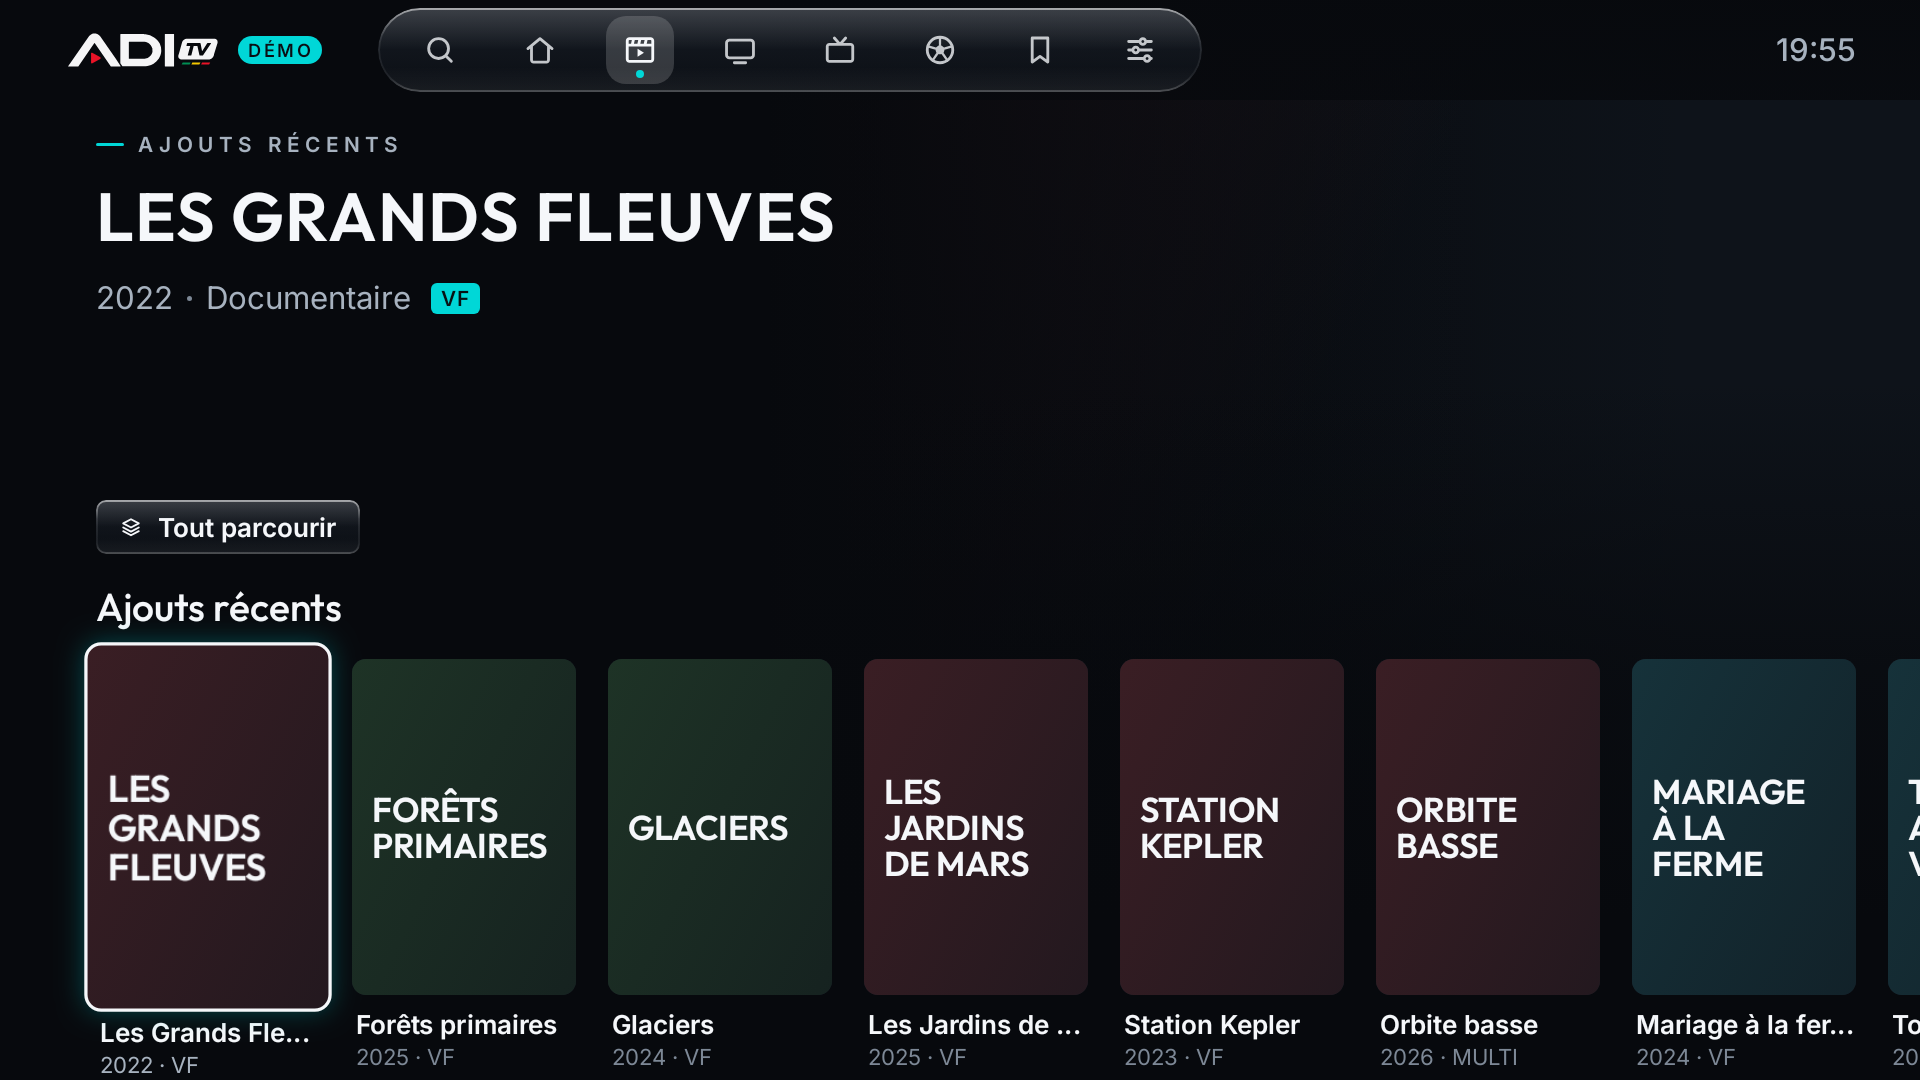 ADI TV DÉMO
19:55
AJOUTS RÉCENTS
LES GRANDS FLEUVES
2022 · Documentaire VF
Tout parcourir
Ajouts récents
LES
GRANDS
FLEUVES
FORÊTS
PRIMAIRES
GLACIERS
LES
JARDINS
DE MARS
STATION
KEPLER
ORBITE
BASSE
MARIAGE
À LA
FERME
Les Grands Fle...
2022 · VF
Forêts primaires
2025 · VF
Glaciers
2024 · VF
Les Jardins de ...
2025 · VF
Station Kepler
2023 · VF
Orbite basse
2026 · MULTI
Mariage à la fer...
2024 · VF